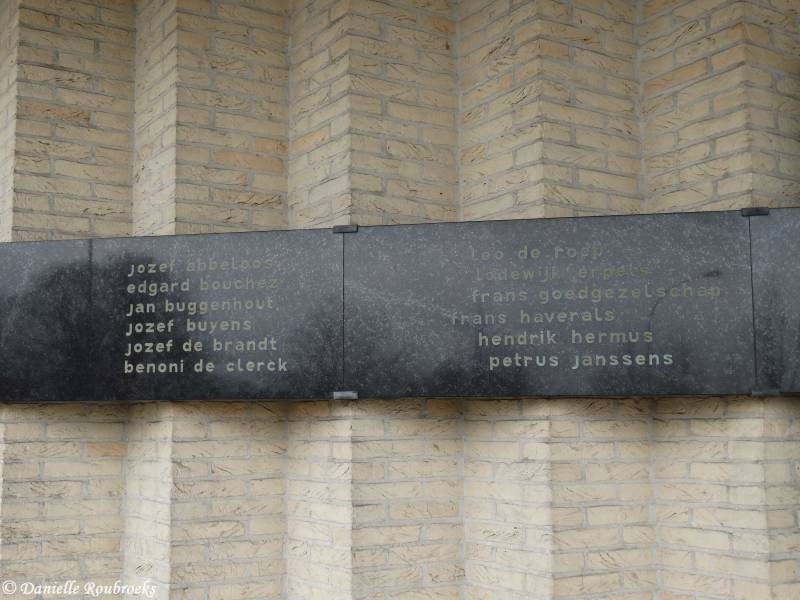 jozef abbeloos
edgard bouchez
jan buggenhout
jozef buyens
jozef de brandt
benoni de clerck
leo de roep
lodewijk erpels
frans goedgezelschap
frans haverals
hendrik hermus
petrus janssens
© Danielle Roubroeks